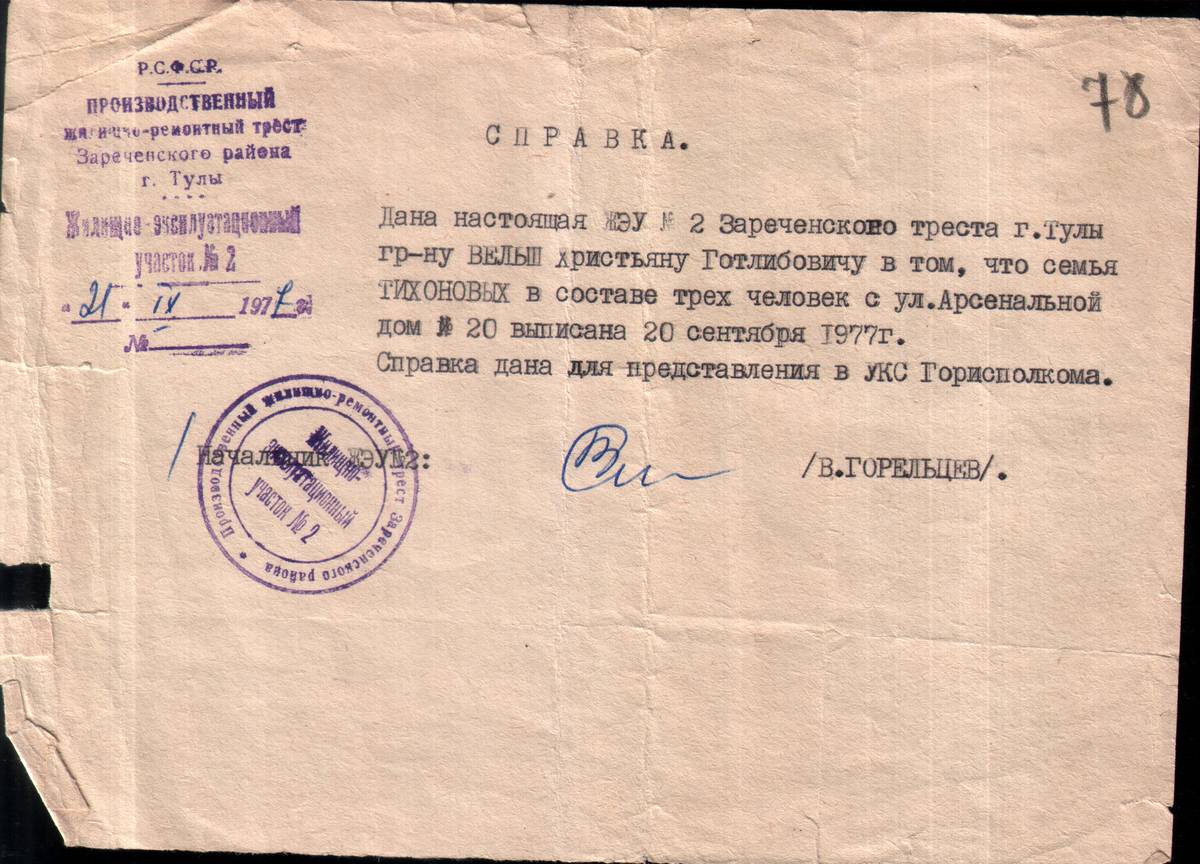 78
Р.С.Ф.С.Р.
ПРОИЗВОДСТВЕННЫЙ
жилищно-ремонтный трест
Зареченского района
г. Тулы
Жилищно-эксплуатационный
участок № 2
"21" IX 1977 г.
№
СПРАВКА.
Дана настоящая ЖЭУ № 2 Зареченского треста г.Тулы
гр-ну ВЕЛЬШ Христьяну Готлибовичу в том, что семья
ТИХОНОВЫХ в составе трех человек с ул.Арсенальной
дом № 20 выписана 20 сентября 1977г.
Справка дана для представления в УКС Горисполкома.
Начальник ЖЭУ№2:
/В.ГОРЕЛЬЦЕВ/.
Производственный жилищно-ремонтный трест Зареченского района
Жилищно-
эксплуатационный
участок № 2